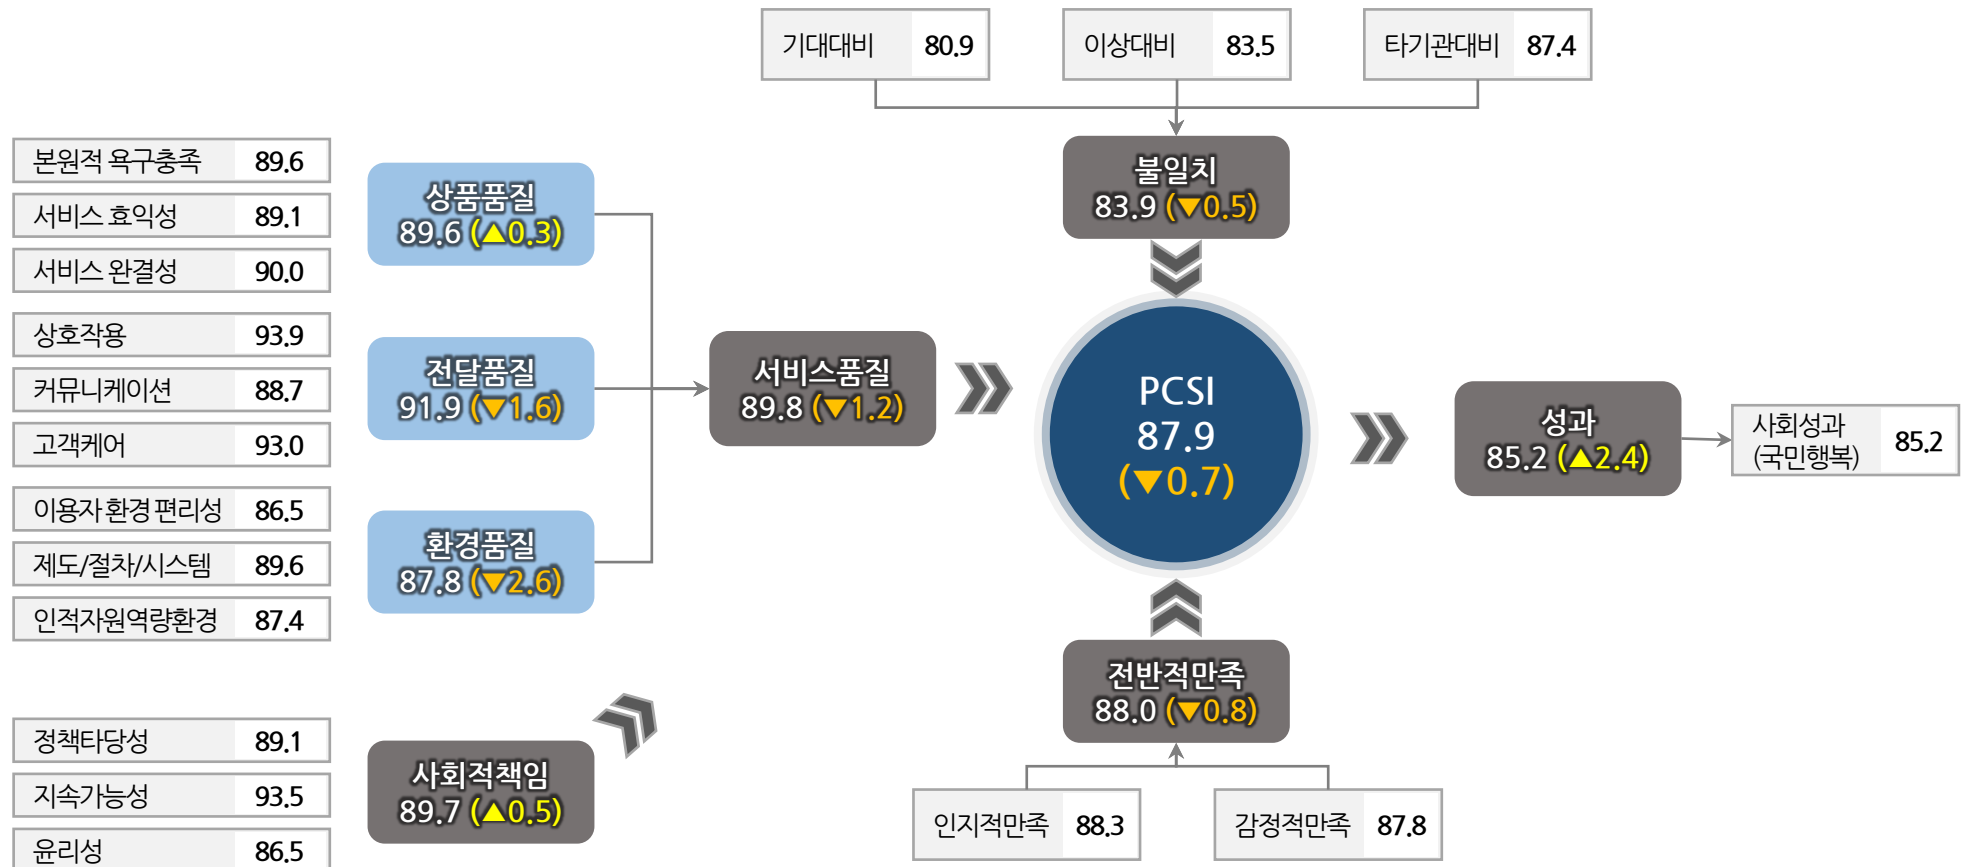 기대대비 80.9
이상대비 83.5
타기관대비 87.4
불일치
83.9 (▼0.5)
본원적 욕구충족 89.6
서비스 효익성 89.1
서비스 완결성 90.0
상품품질
89.6 (▲0.3)
상호작용 93.9
커뮤니케이션 88.7
고객케어 93.0
전달품질
91.9 (▼1.6)
이용자 환경 편리성 86.5
제도/절차/시스템 89.6
인적자원역량환경 87.4
환경품질
87.8 (▼2.6)
서비스품질
89.8 (▼1.2)
PCSI
87.9
(▼0.7)
성과
85.2 (▲2.4)
사회성과
(국민행복) 85.2
정책타당성 89.1
지속가능성 93.5
윤리성 86.5
사회적책임
89.7 (▲0.5)
전반적만족
88.0 (▼0.8)
인지적만족 88.3
감정적만족 87.8